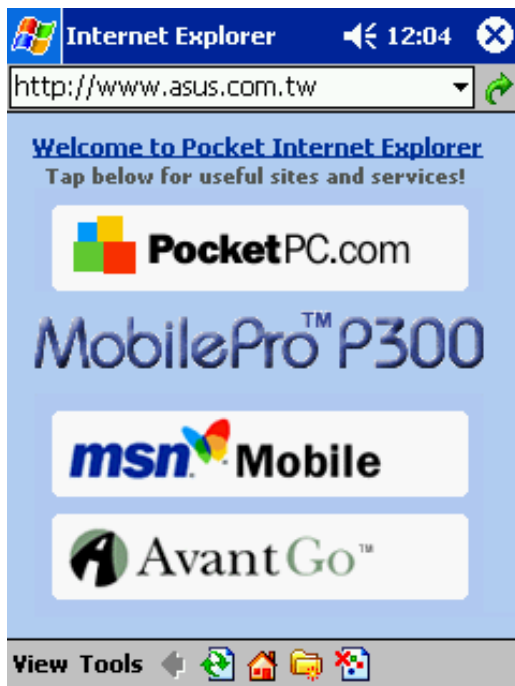 Internet Explorer 12:04
http://www.asus.com.tw
Welcome to Pocket Internet Explorer
Tap below for useful sites and services!
PocketPC.com
MobilePro™ P300
msn Mobile
AvantGo™
View Tools